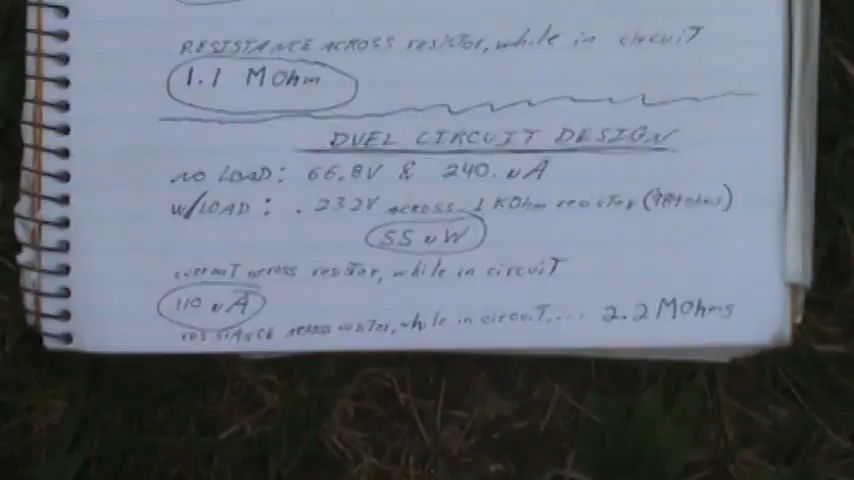 RESISTANCE ACROSS resistor, while in circuiT
1.1 MOhm
DUEL CIRCUIT DESIGN
NO LOAD: 66.8V & 240. uA
W/LOAD: .232V across 1 KOhm resistor (984 ohms)
55 uW
current across resistor, while in circuiT
110 uA
resistance across resistor, while in circuit,... 2.2 MOhms